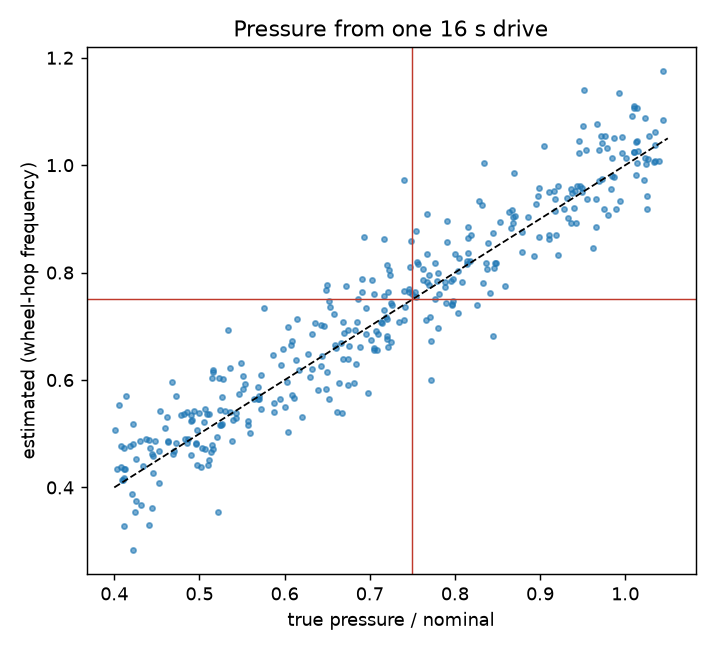 Pressure from one 16 s drive
estimated (wheel-hop frequency)
1.2
1.0
0.8
0.6
0.4
0.4 0.5 0.6 0.7 0.8 0.9 1.0
true pressure / nominal